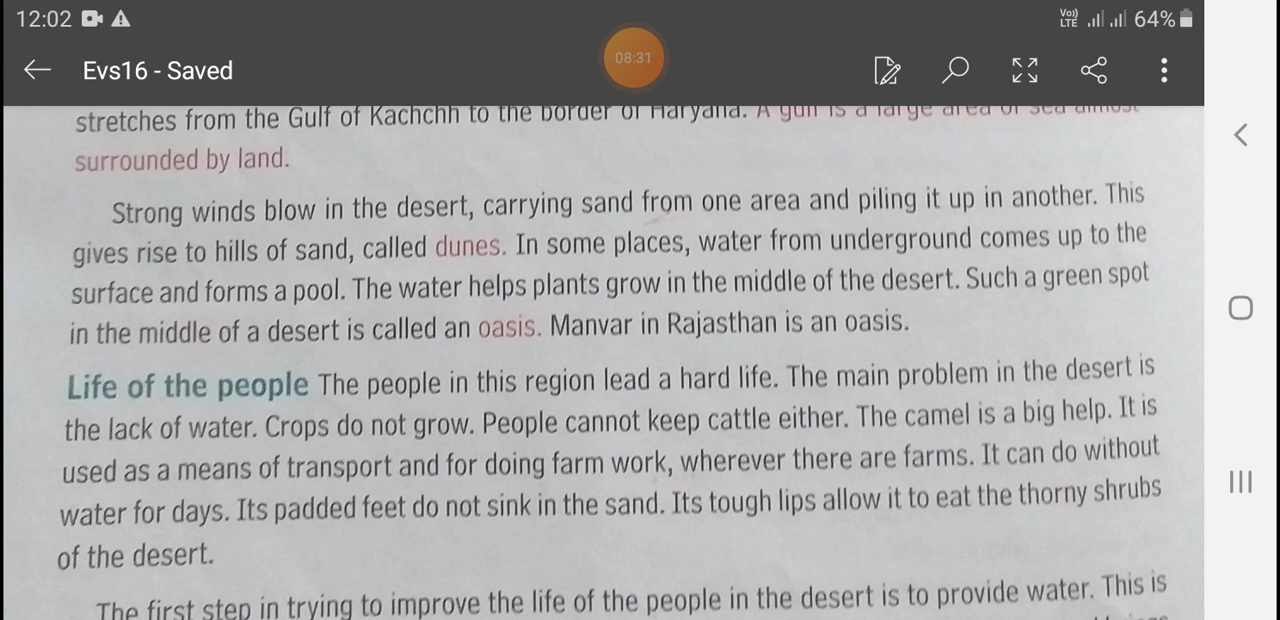 12:02
Vo)) LTE
64%
Evs16 - Saved
08:31
stretches from the Gulf of Kachchh to the border of Haryana. A gulf is a large area of sea almost
surrounded by land.
Strong winds blow in the desert, carrying sand from one area and piling it up in another. This
gives rise to hills of sand, called dunes. In some places, water from underground comes up to the
surface and forms a pool. The water helps plants grow in the middle of the desert. Such a green spot
in the middle of a desert is called an oasis. Manvar in Rajasthan is an oasis.
Life of the people The people in this region lead a hard life. The main problem in the desert is
the lack of water. Crops do not grow. People cannot keep cattle either. The camel is a big help. It is
used as a means of transport and for doing farm work, wherever there are farms. It can do without
water for days. Its padded feet do not sink in the sand. Its tough lips allow it to eat the thorny shrubs
of the desert.
The first step in trying to improve the life of the people in the desert is to provide water. This is